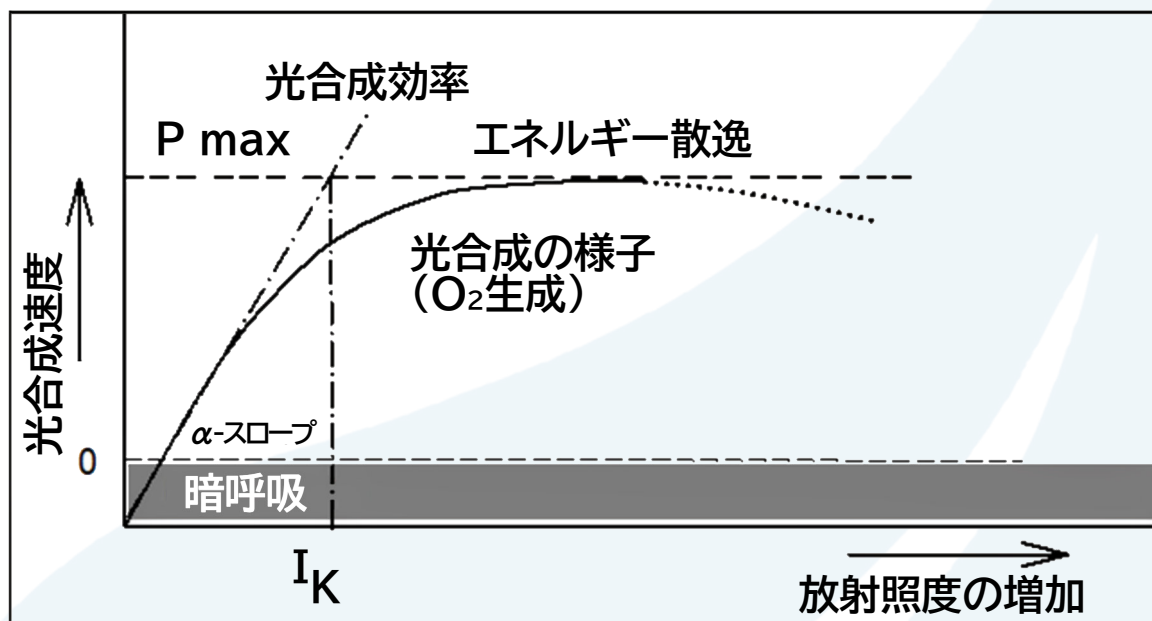 光合成効率
P max
エネルギー散逸
光合成の様子
（O₂生成）
光合成速度
α-スロープ
0
暗呼吸
IK
放射照度の増加